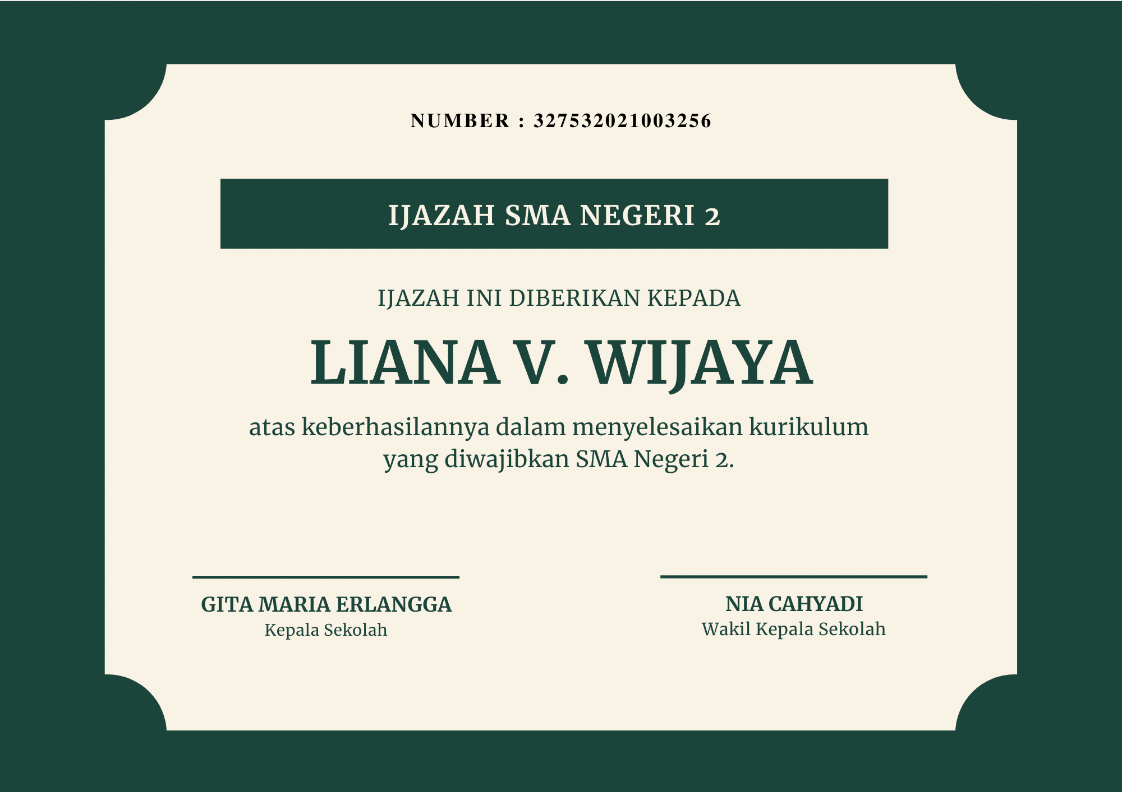 NUMBER : 327532021003256
IJAZAH SMA NEGERI 2
IJAZAH INI DIBERIKAN KEPADA
LIANA V. WIJAYA
atas keberhasilannya dalam menyelesaikan kurikulum
yang diwajibkan SMA Negeri 2.
GITA MARIA ERLANGGA
Kepala Sekolah
NIA CAHYADI
Wakil Kepala Sekolah